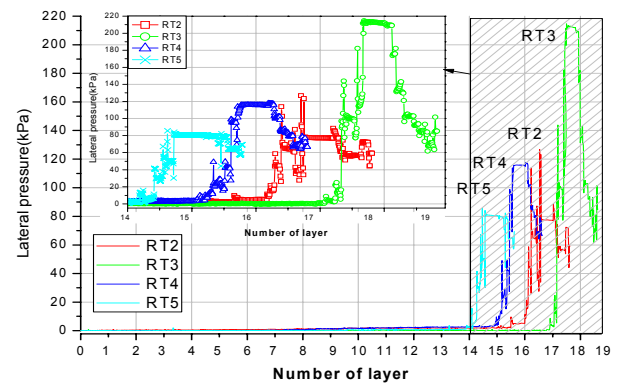 Lateral pressure(kPa)
220
200
180
160
140
120
100
80
60
40
20
0
0 1 2 3 4 5 6 7 8 9 10 11 12 13 14 15 16 17 18 19
Number of layer
RT2
RT3
RT4
RT5
RT3
RT2
RT4
RT5
Lateral pressure(kPa)
220
200
180
160
140
120
100
80
60
40
20
0
14 15 16 17 18 19
Number of layer
RT2
RT3
RT4
RT5